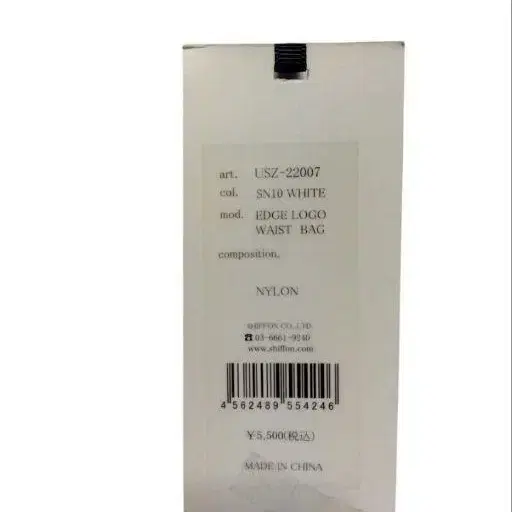 art. USZ-22007
col. SN10 WHITE
mod. EDGE LOGO
WAIST BAG
composition.
NYLON
SHIFFON CO.,LTD.
☎03-6661-9240
www.shiffon.com
4 562489 554246
¥5,500(税込)
MADE IN CHINA